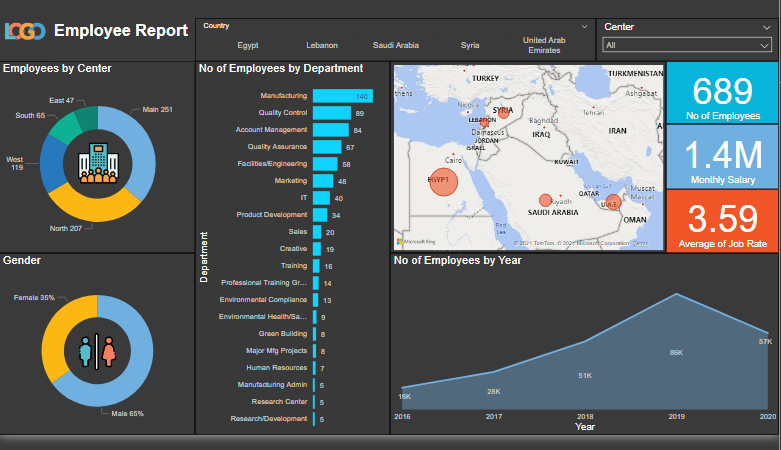 LOGO
Employee Report
Country
Egypt
Lebanon
Saudi Arabia
Syria
United Arab
Emirates
Center
All
Employees by Center
East 47
South 65
West
119
North 207
Main 251
Gender
Female 35%
Male 65%
No of Employees by Department
Department
Manufacturing 140
Quality Control 89
Account Management 84
Quality Assurance 67
Facilities/Engineering 58
Marketing 48
IT 40
Product Development 34
Sales 20
Creative 19
Training 16
Professional Training Gr... 14
Environmental Compliance 13
Environmental Health/Sa... 9
Green Building 8
Major Mfg Projects 8
Human Resources 7
Manufacturing Admin 5
Research Center 5
Research/Development 5
TURKEY
TURKMENISTAN
thens
Nicosia
SYRIA
Ashgabat
Tehran
LEBANON
Damascus
Baghdad
JORDAN
ISRAEL
IRAQ
IRAN
Cairo
KUWAIT
EGYPT
QATAR
Muscat
Mascat
Riyadh
U.A.E.
SAUDI ARABIA
OMAN
Red
Sea
Microsoft Bing
© 2021 TomTom, © 2021 Microsoft Corporation Terms
689
No of Employees
1.4M
Monthly Salary
3.59
Average of Job Rate
No of Employees by Year
16K
28K
51K
86K
57K
2016
2017
2018
2019
2020
Year